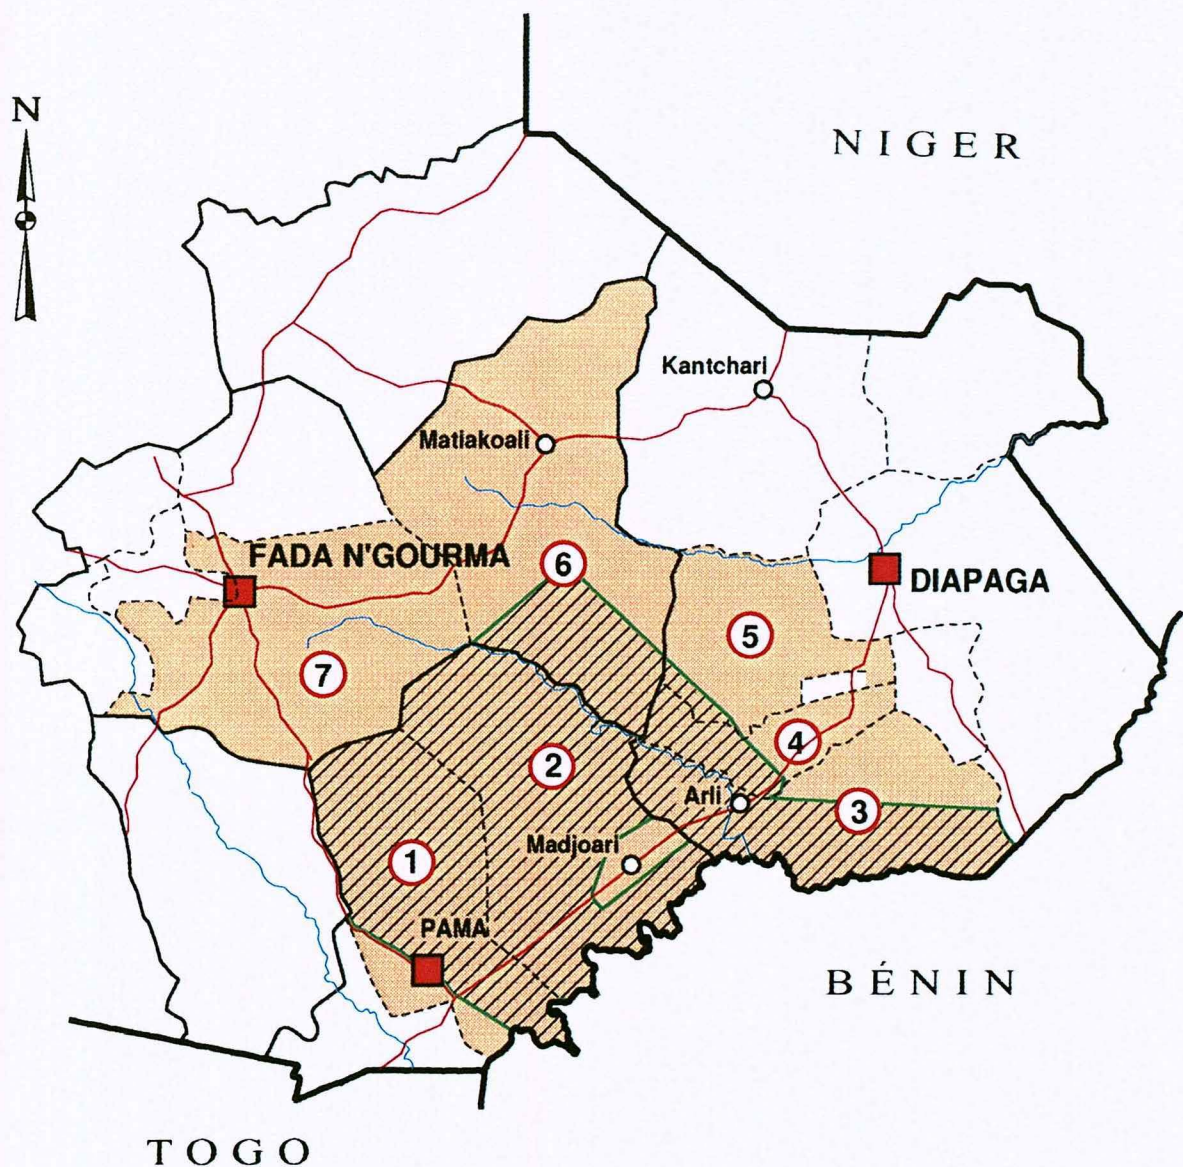 N
NIGER
Kantchari
Matiakoali
FADA N'GOURMA
6
DIAPAGA
5
7
4
2
Arli
3
Madjoari
1
PAMA
BÉNIN
TOGO